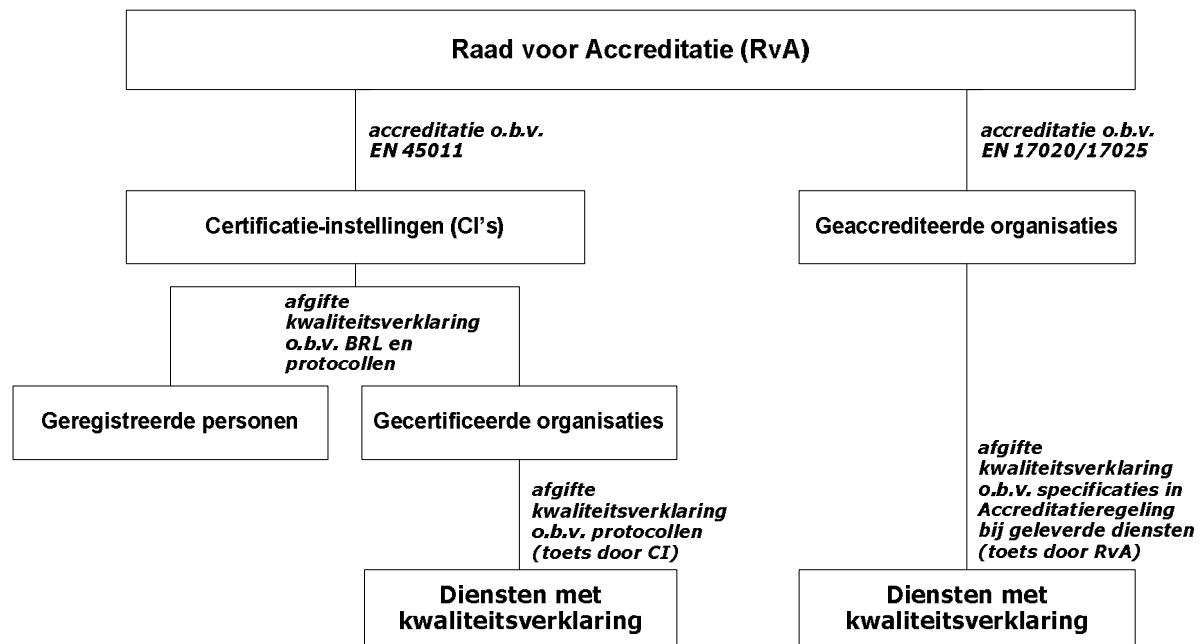 Raad voor Accreditatie (RvA)
accreditatie o.b.v.
EN 45011
accreditatie o.b.v.
EN 17020/17025
Certificatie-instellingen (CI's)
Geaccrediteerde organisaties
afgifte
kwaliteitsverklaring
o.b.v. BRL en
protocollen
Geregistreerde personen
Gecertificeerde organisaties
afgifte
kwaliteitsverklaring
o.b.v. protocollen
(toets door CI)
afgifte
kwaliteitsverklaring
o.b.v. specificaties in
Accreditatieregeling
bij geleverde diensten
(toets door RvA)
Diensten met
kwaliteitsverklaring
Diensten met
kwaliteitsverklaring